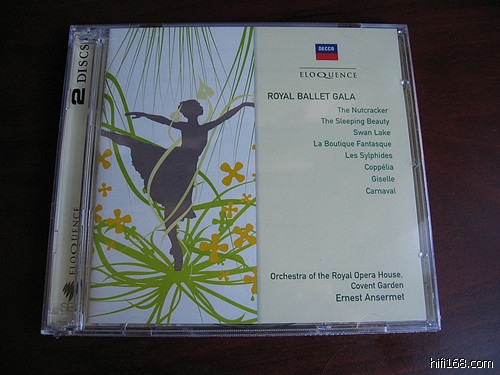 DECCA
ELOQUENCE
ROYAL BALLET GALA
The Nutcracker
The Sleeping Beauty
Swan Lake
La Boutique Fantasque
Les Sylphides
Coppélia
Giselle
Carnaval
Orchestra of the Royal Opera House,
Covent Garden
Ernest Ansermet
2 DISCS
ELOQUENCE
hifi168.com